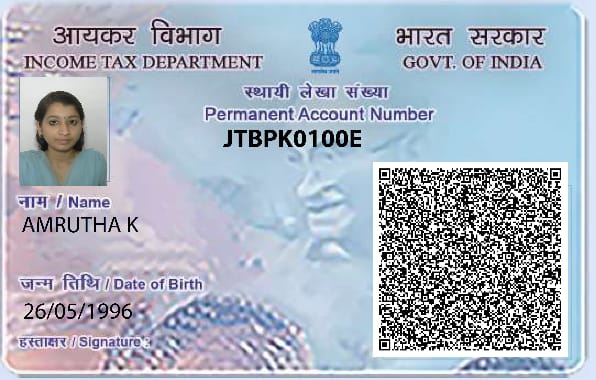 आयकर विभाग
INCOME TAX DEPARTMENT
भारत सरकार
GOVT. OF INDIA
स्थायी लेखा संख्या
Permanent Account Number
JTBPK0100E
नाम / Name
AMRUTHA K
जन्म तिथि / Date of Birth
26/05/1996
हस्ताक्षर / Signature :